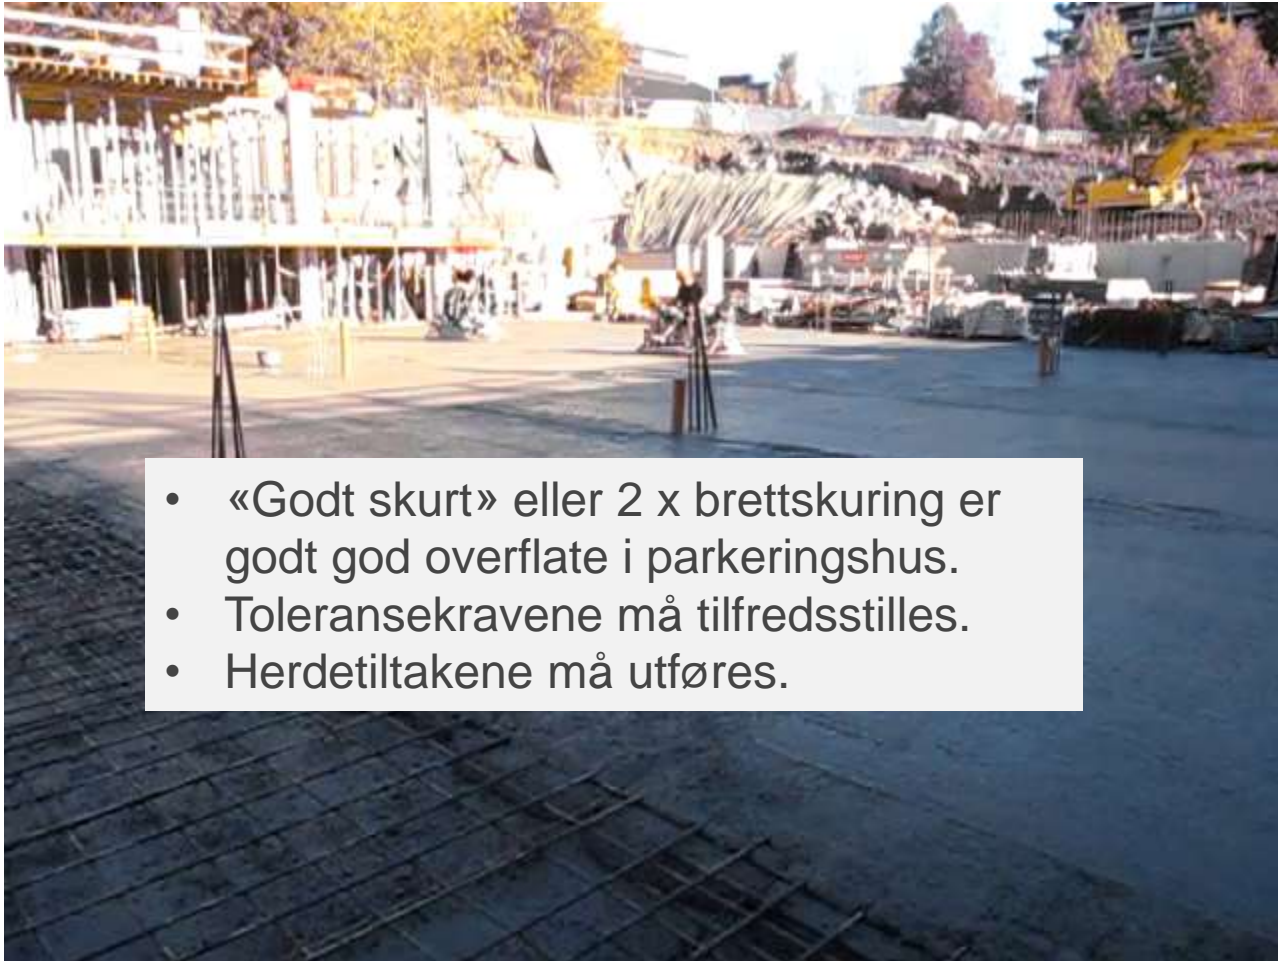 • «Godt skurt» eller 2 x brettskuring er
godt god overflate i parkeringshus.
• Toleransekravene må tilfredsstilles.
• Herdetiltakene må utføres.